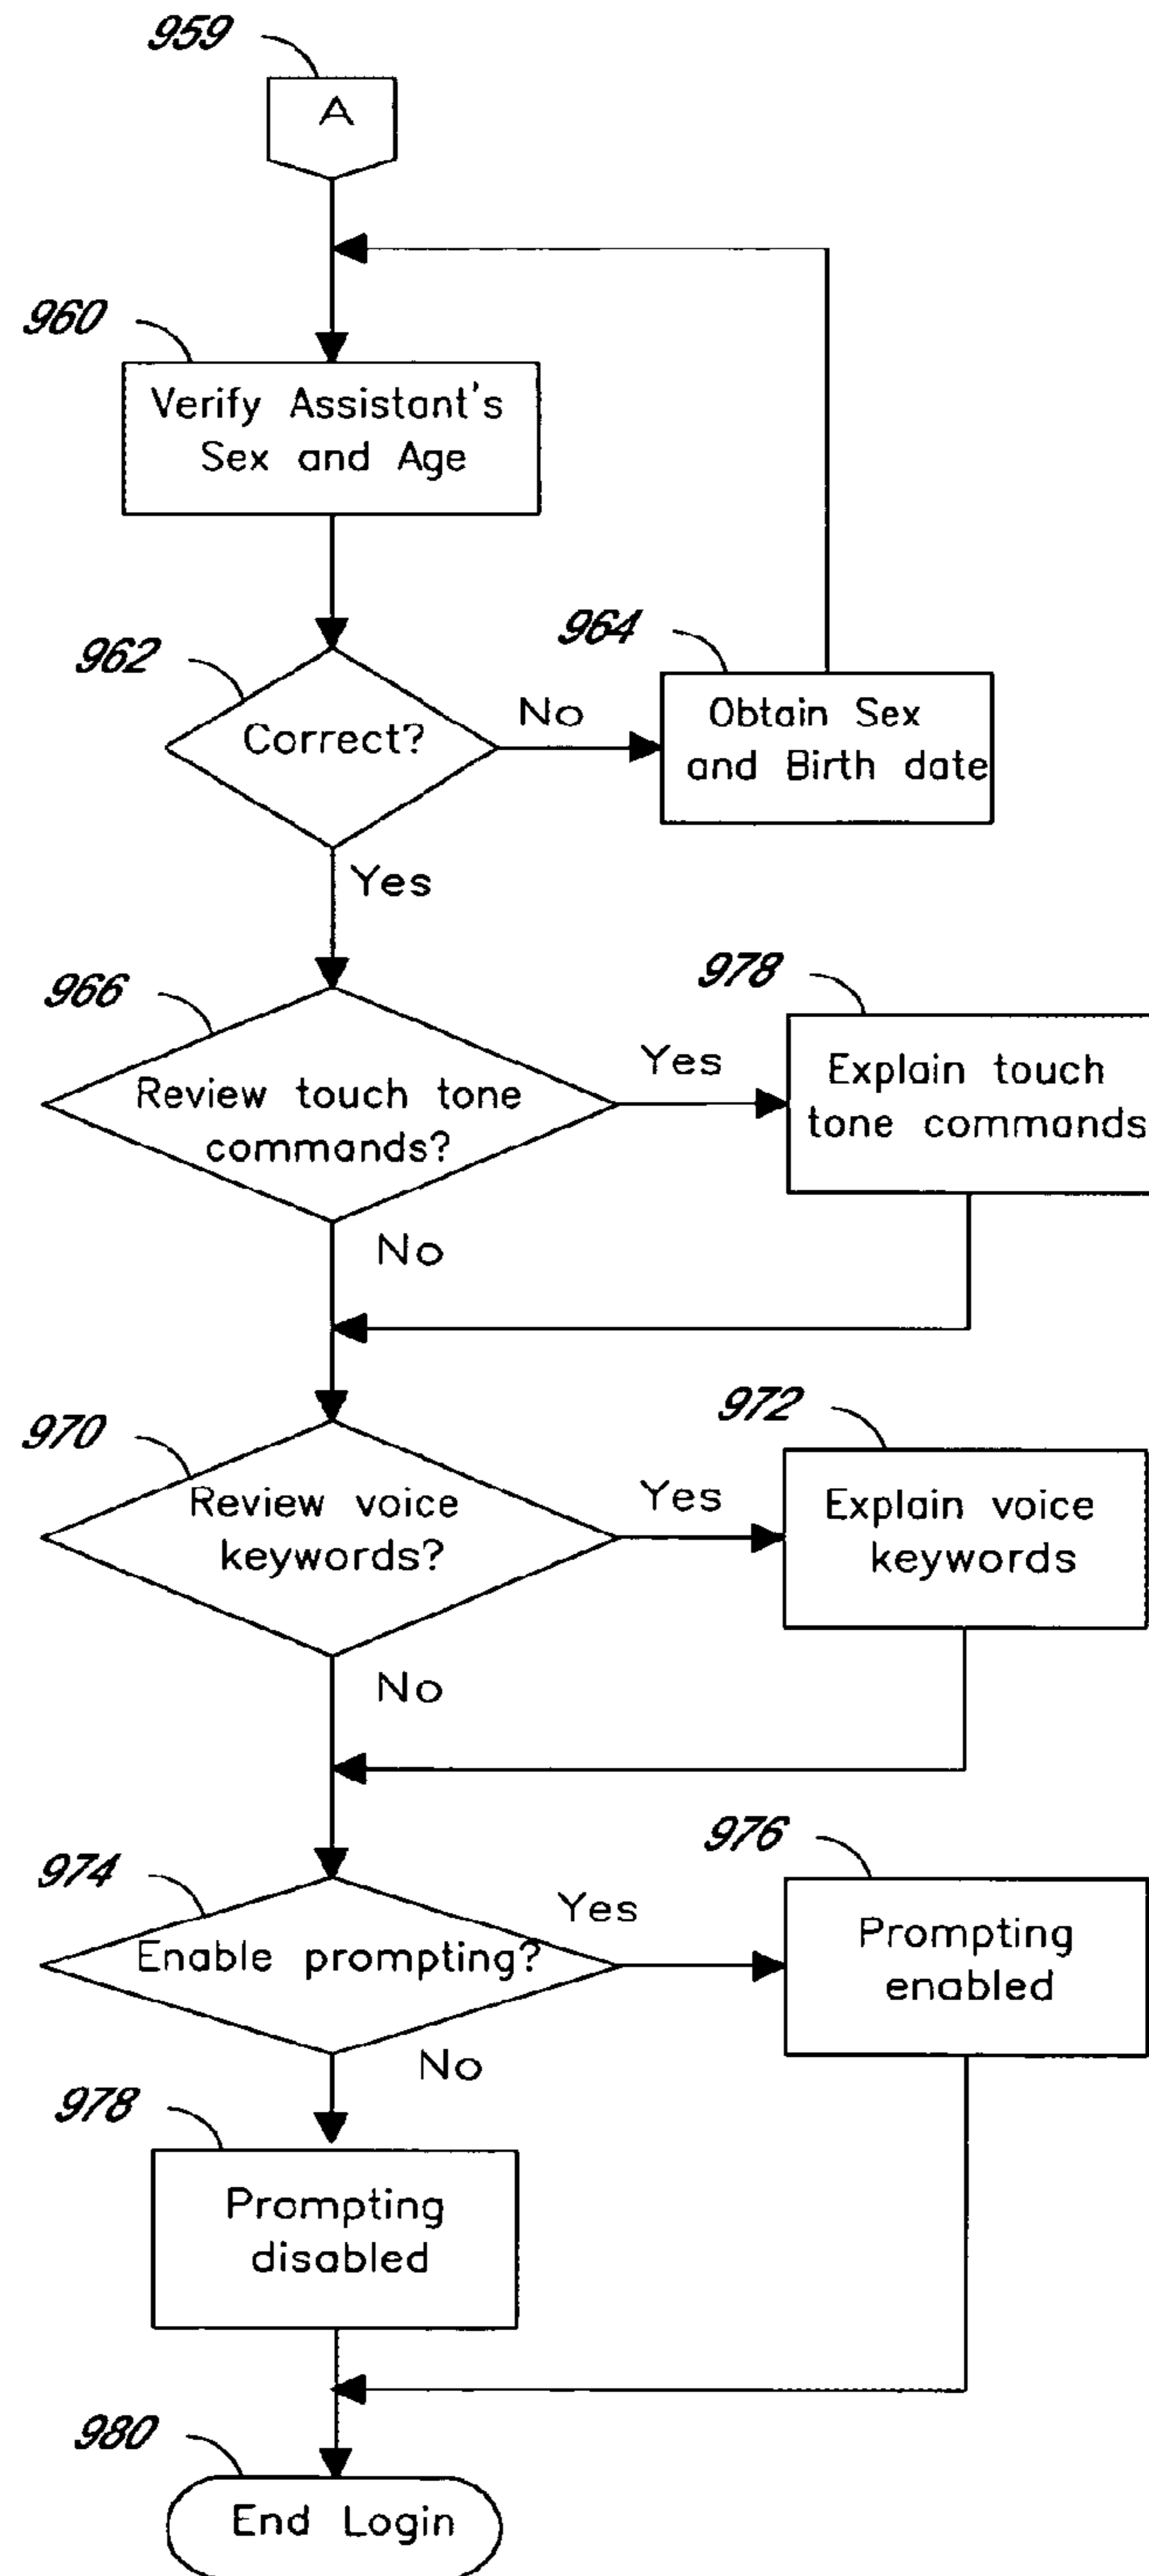 959
A
960
Verify Assistant's
Sex and Age
962
Correct?
No
964
Obtain Sex
and Birth date
Yes
966
Review touch tone
commands?
Yes
978
Explain touch
tone commands
No
970
Review voice
keywords?
Yes
972
Explain voice
keywords
No
974
Enable prompting?
Yes
976
Prompting
enabled
No
978
Prompting
disabled
980
End Login